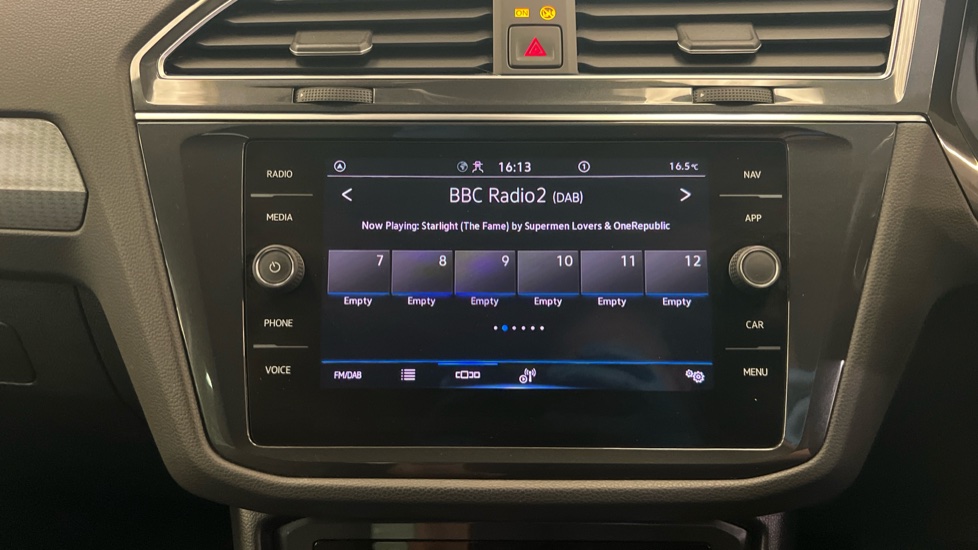 ON
RADIO
MEDIA
PHONE
VOICE
16:13
1
16.5°C
< BBC Radio2 (DAB) >
Now Playing: Starlight (The Fame) by Supermen Lovers & OneRepublic
7 8 9 10 11 12
Empty Empty Empty Empty Empty Empty
FM/DAB
NAV
APP
CAR
MENU